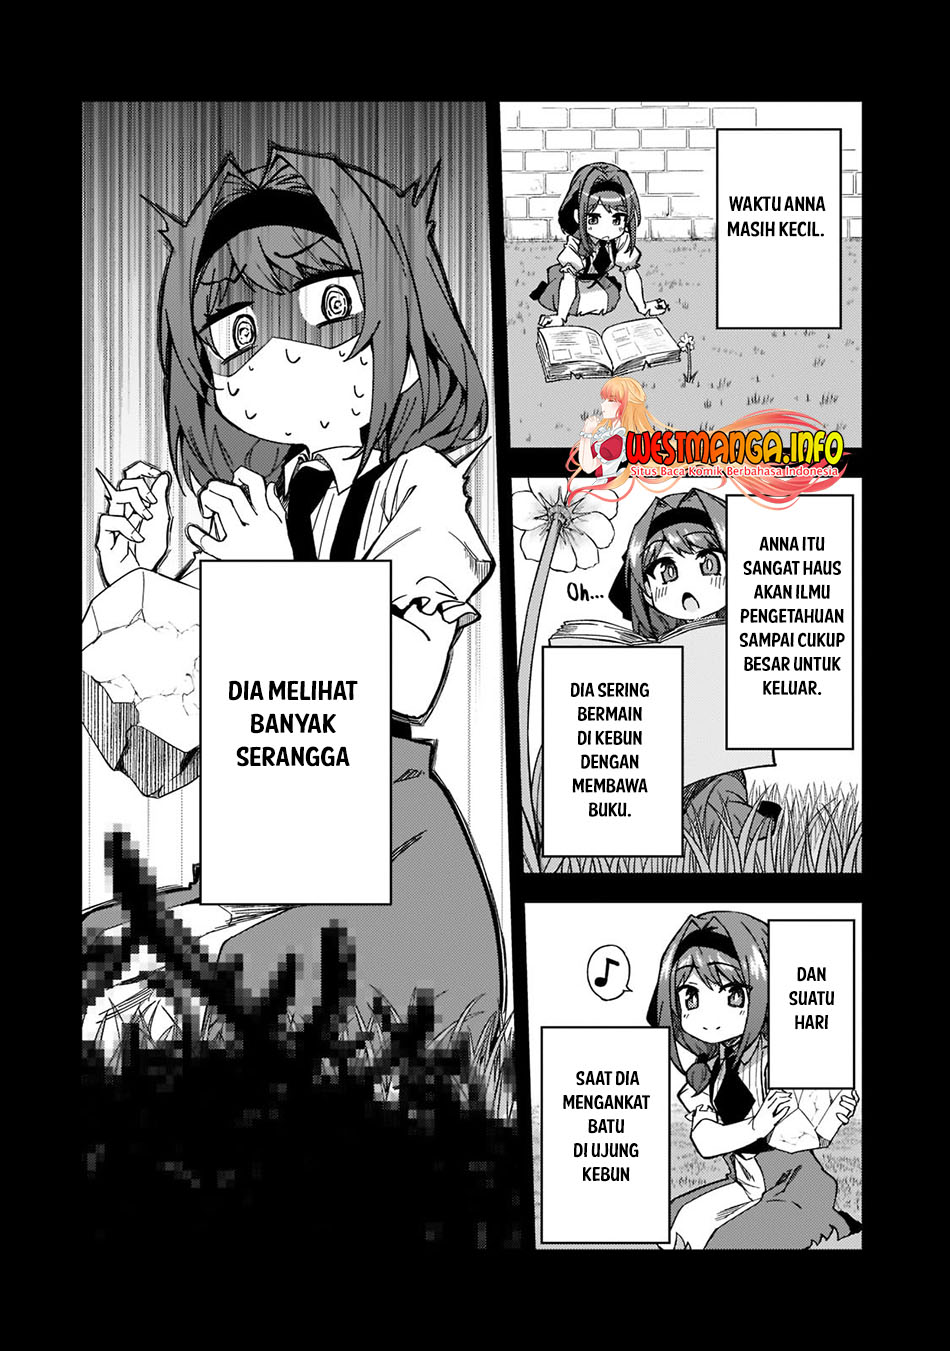 WAKTU ANNA
MASIH KECIL.
WESTMANGA.INFO
Situs Baca Komik Berbahasa Indonesia
ANNA ITU
SANGAT HAUS
AKAN ILMU
PENGETAHUAN
SAMPAI CUKUP
BESAR UNTUK
KELUAR.
Oh...
DIA SERING
BERMAIN
DI KEBUN
DENGAN
MEMBAWA
BUKU.
DAN
SUATU
HARI
SAAT DIA
MENGANKAT
BATU
DI UJUNG
KEBUN
DIA MELIHAT
BANYAK
SERANGGA